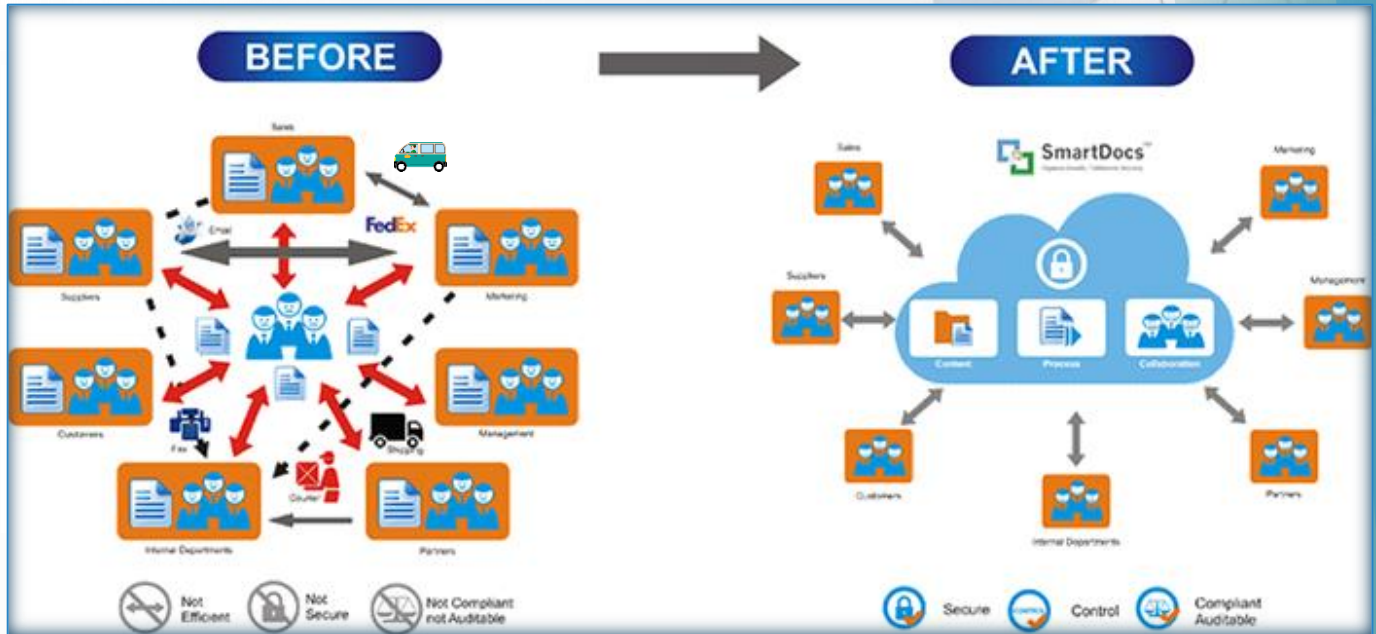 BEFORE
AFTER
Sales
Email
FedEx
Suppliers
Marketing
Customers
Fax
Shipping
Management
Courier
Internal Departments
Partners
Not
Efficient
Not
Secure
Not Compliant
not Auditable
SmartDocs™
Sales
Marketing
Suppliers
Management
Content
Process
Collaboration
Customers
Partners
Internal Departments
Secure
CONTROL
Control
Compliant
Auditable